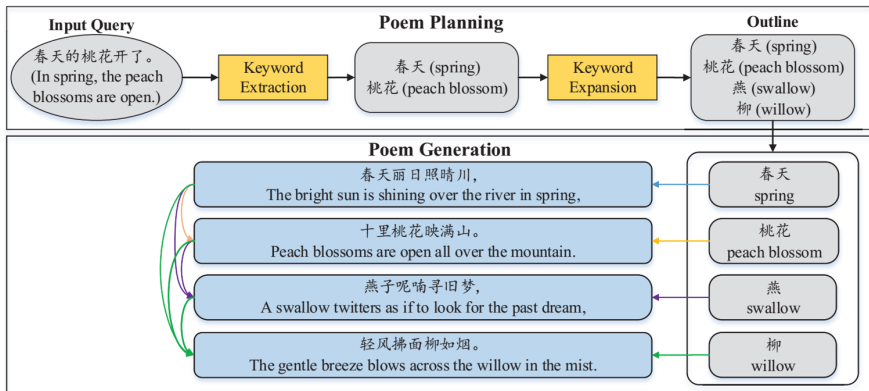 Poem Planning
Input Query
春天的桃花开了。
(In spring, the peach
blossoms are open.)
Keyword
Extraction
春天 (spring)
桃花 (peach blossom)
Keyword
Expansion
Outline
春天 (spring)
桃花 (peach blossom)
燕 (swallow)
柳 (willow)
Poem Generation
春天丽日照晴川，
The bright sun is shining over the river in spring,
春天
spring
十里桃花映满山。
Peach blossoms are open all over the mountain.
桃花
peach blossom
燕子呢喃寻旧梦，
A swallow twitters as if to look for the past dream,
燕
swallow
轻风拂面柳如烟。
The gentle breeze blows across the willow in the mist.
柳
willow